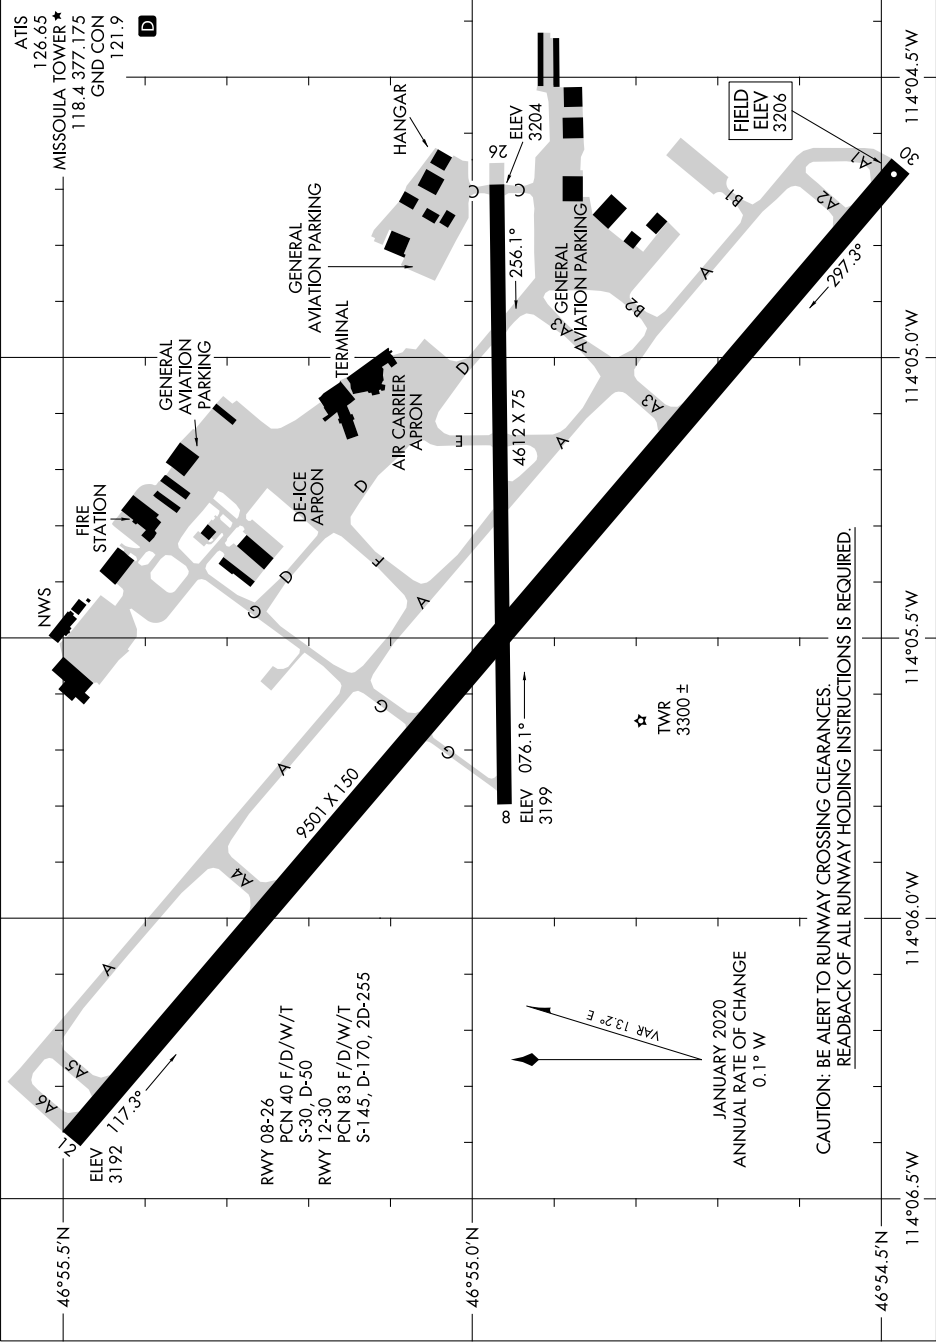 ATIS
126.65
MISSOULA TOWER ★
118.4 377.175
GND CON
121.9
D
HANGAR
GENERAL
AVIATION PARKING
ELEV
3204
26
FIELD
ELEV
3206
30
GENERAL
AVIATION
PARKING
TERMINAL
AIR CARRIER
APRON
DE-ICE
APRON
FIRE
STATION
NWS
GENERAL
AVIATION PARKING
C
C
256.1°
4612 X 75
A1
A2
B1
A
B2
A3
A3
297.3°
D
E
A
D
F
D
G
A
G
G
A
9501 X 150
A4
A
A5
A6
12
117.3°
ELEV
3192
8
ELEV
3199
076.1°
TWR
3300 ±
RWY 08-26
PCN 40 F/D/W/T
S-30, D-50
RWY 12-30
PCN 83 F/D/W/T
S-145, D-170, 2D-255
VAR 13.2° E
JANUARY 2020
ANNUAL RATE OF CHANGE
0.1° W
CAUTION: BE ALERT TO RUNWAY CROSSING CLEARANCES.
READBACK OF ALL RUNWAY HOLDING INSTRUCTIONS IS REQUIRED.
46°55.5'N
46°55.0'N
46°54.5'N
114°06.5'W
114°06.0'W
114°05.5'W
114°05.0'W
114°04.5'W